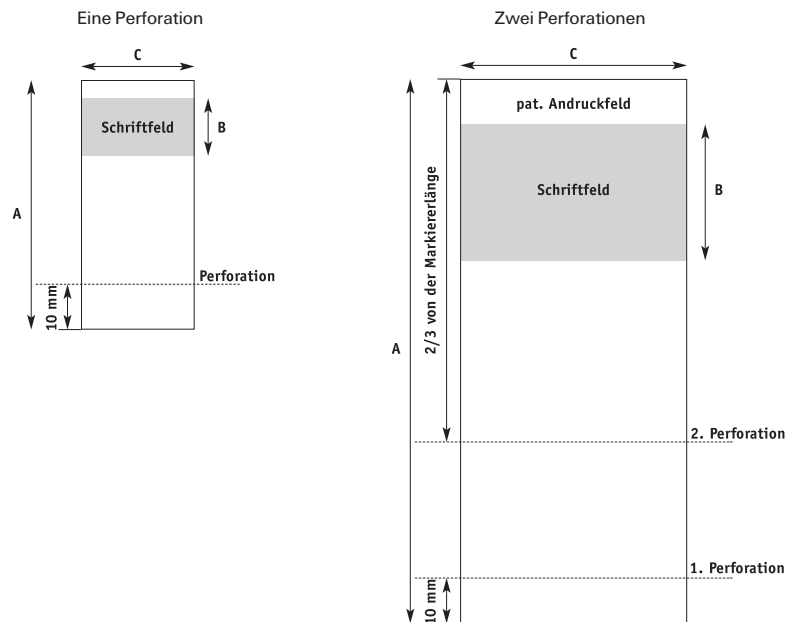 Eine Perforation
C
Schriftfeld
B
A
Perforation
10 mm
Zwei Perforationen
C
pat. Andruckfeld
Schriftfeld
B
2/3 von der Markiererlänge
A
2. Perforation
1. Perforation
10 mm